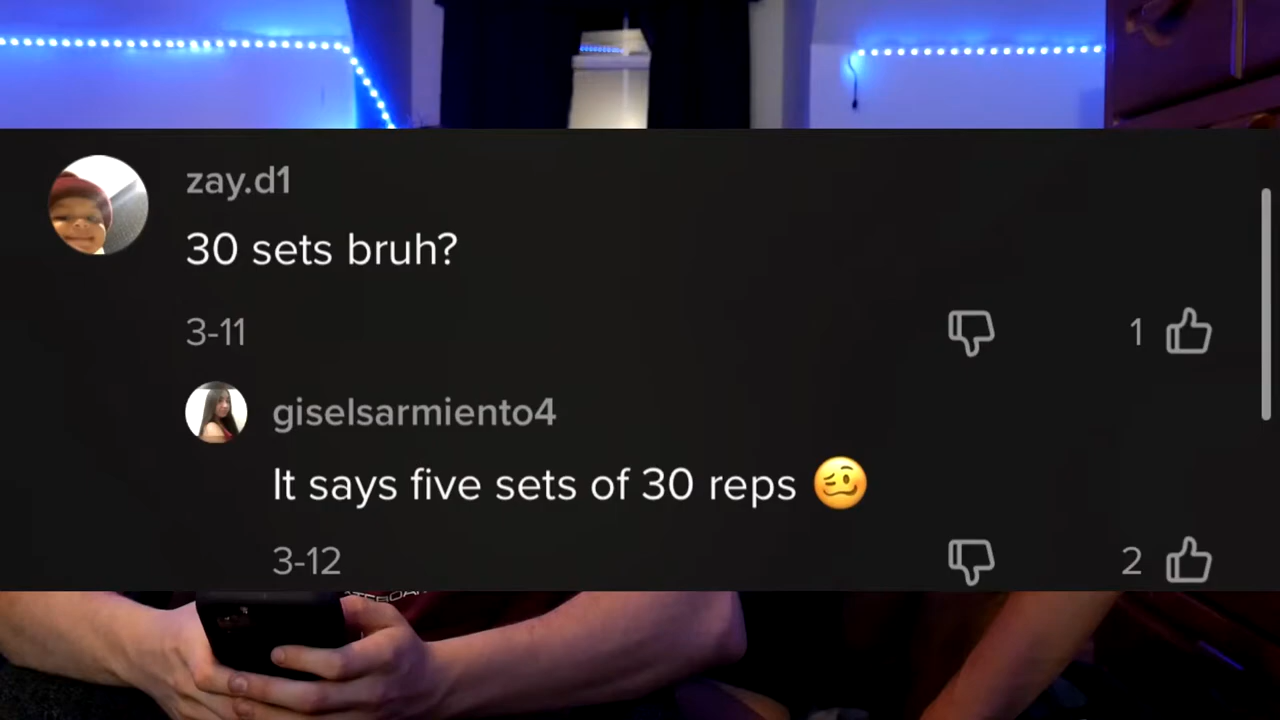 zay.d1
30 sets bruh?
3-11
1
giselsarmiento4
It says five sets of 30 reps 🥴
3-12
2